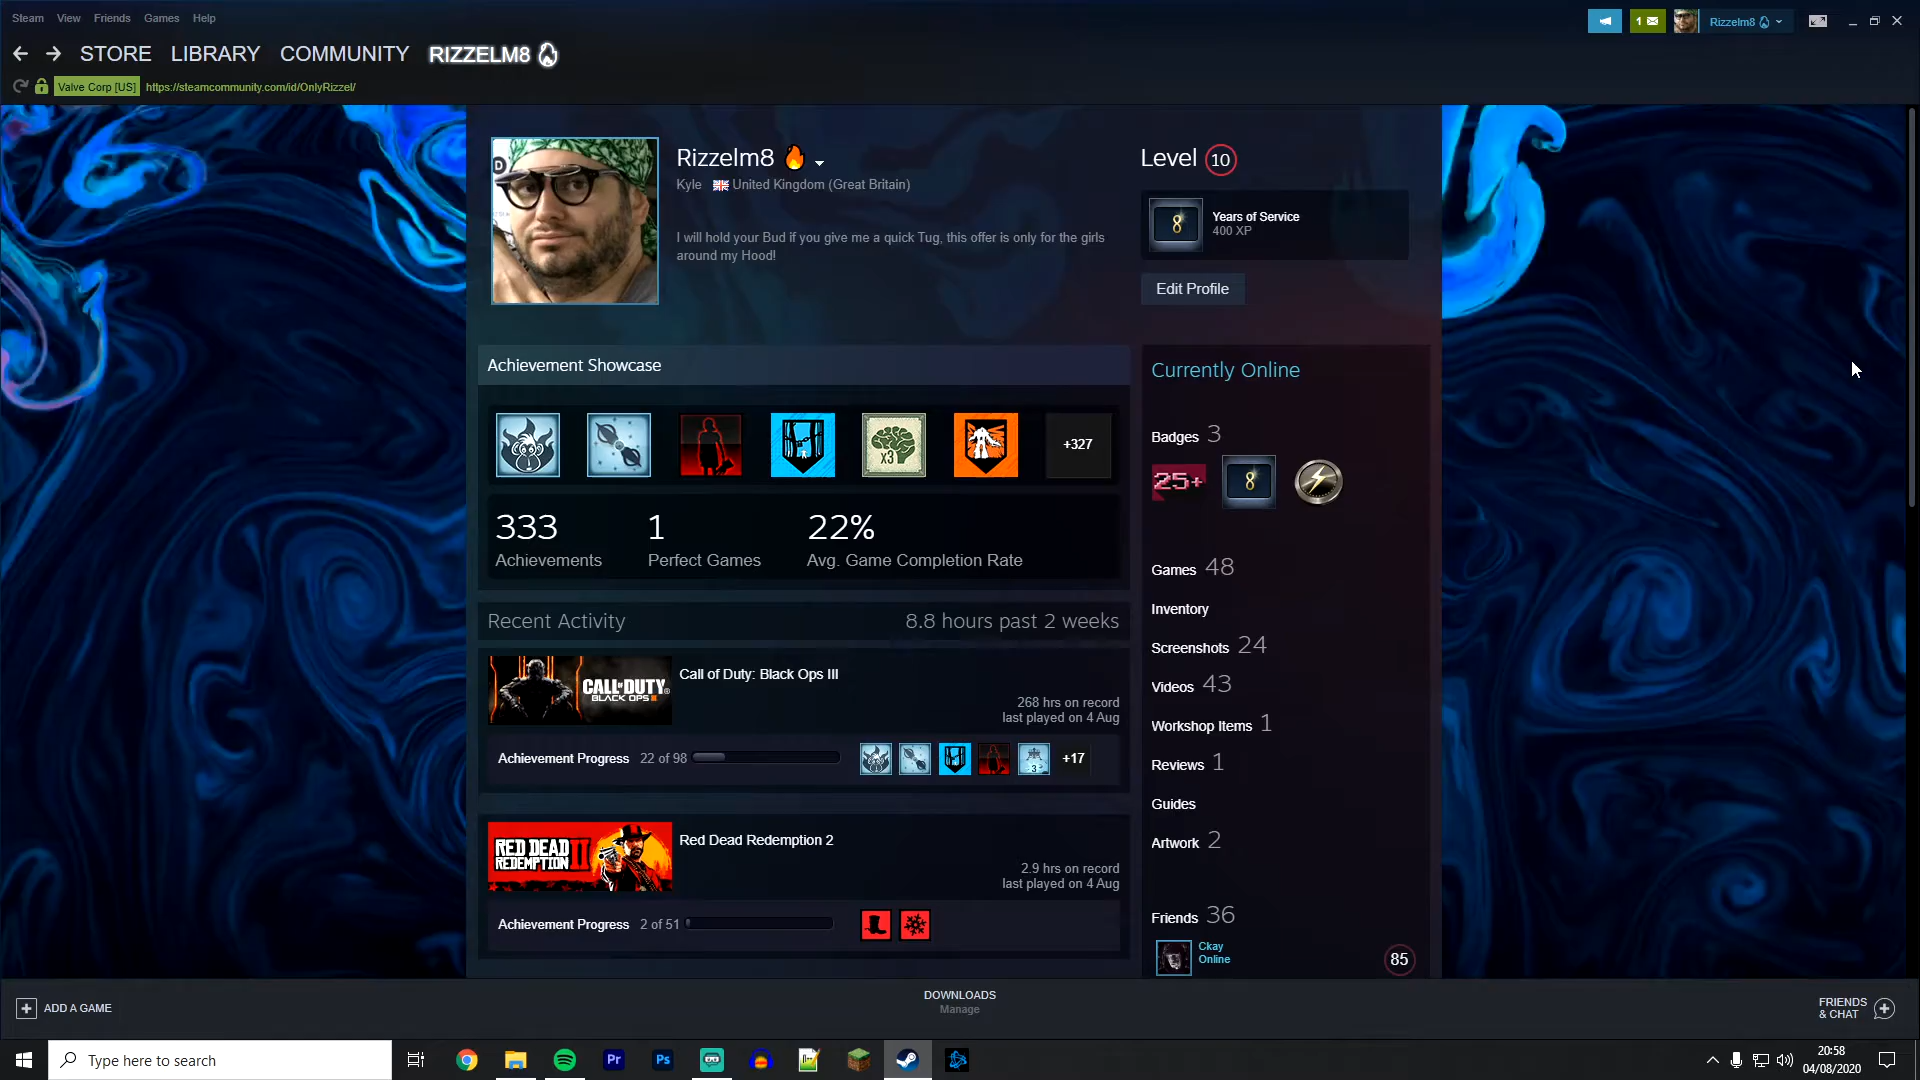 Steam View Friends Games Help
1
Rizzelm8
STORE LIBRARY COMMUNITY RIZZELM8
Valve Corp [US] https://steamcommunity.com/id/OnlyRizzel/
Rizzelm8
Kyle United Kingdom (Great Britain)
I will hold your Bud if you give me a quick Tug, this offer is only for the girls
around my Hood!
Level 10
8
Years of Service
400 XP
Edit Profile
Achievement Showcase
x3
+327
333
Achievements
1
Perfect Games
22%
Avg. Game Completion Rate
Recent Activity 8.8 hours past 2 weeks
CALL OF DUTY
BLACK OPS III
Call of Duty: Black Ops III
268 hrs on record
last played on 4 Aug
Achievement Progress 22 of 98
3
+17
RED DEAD
REDEMPTION II
Red Dead Redemption 2
2.9 hrs on record
last played on 4 Aug
Achievement Progress 2 of 51
Currently Online
Badges 3
25+ 8
Games 48
Inventory
Screenshots 24
Videos 43
Workshop Items 1
Reviews 1
Guides
Artwork 2
Friends 36
Ckay
Online
85
ADD A GAME
DOWNLOADS
Manage
FRIENDS
& CHAT
Type here to search
Pr Ps
20:58
04/08/2020